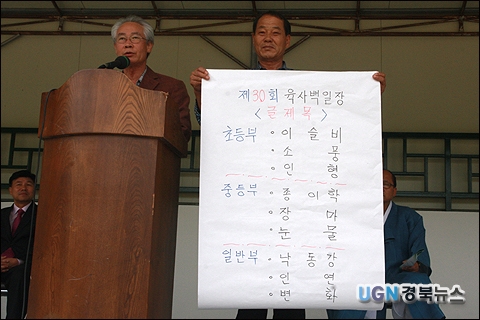 제30회 육사백일장
< 글제목 >
초등부 · 이슬비
· 소풍
· 인형
중등부 · 종이학
· 장마
· 눈물
일반부 · 낙동강
· 인연
· 변화
UGN경북뉴스